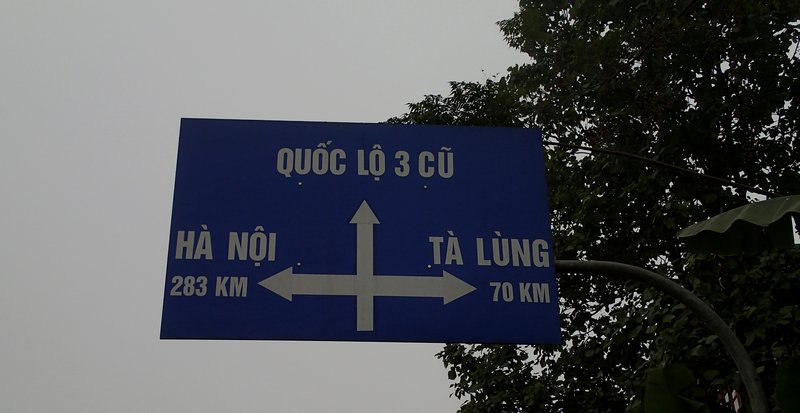 QUỐC LỘ 3 CŨ
HÀ NỘI
283 KM
TÀ LÙNG
70 KM